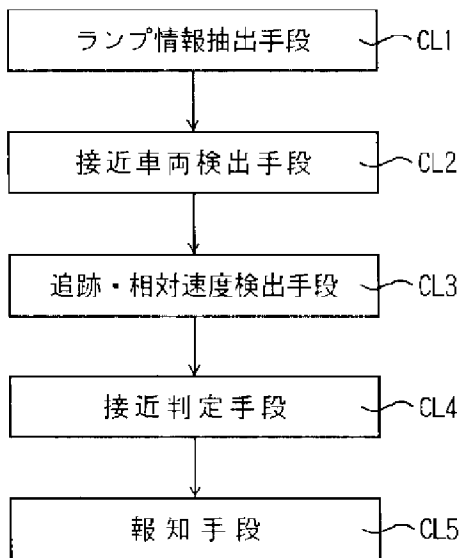 ランプ情報抽出手段 CL1
接近車両検出手段 CL2
追跡・相対速度検出手段 CL3
接近判定手段 CL4
報知手段 CL5